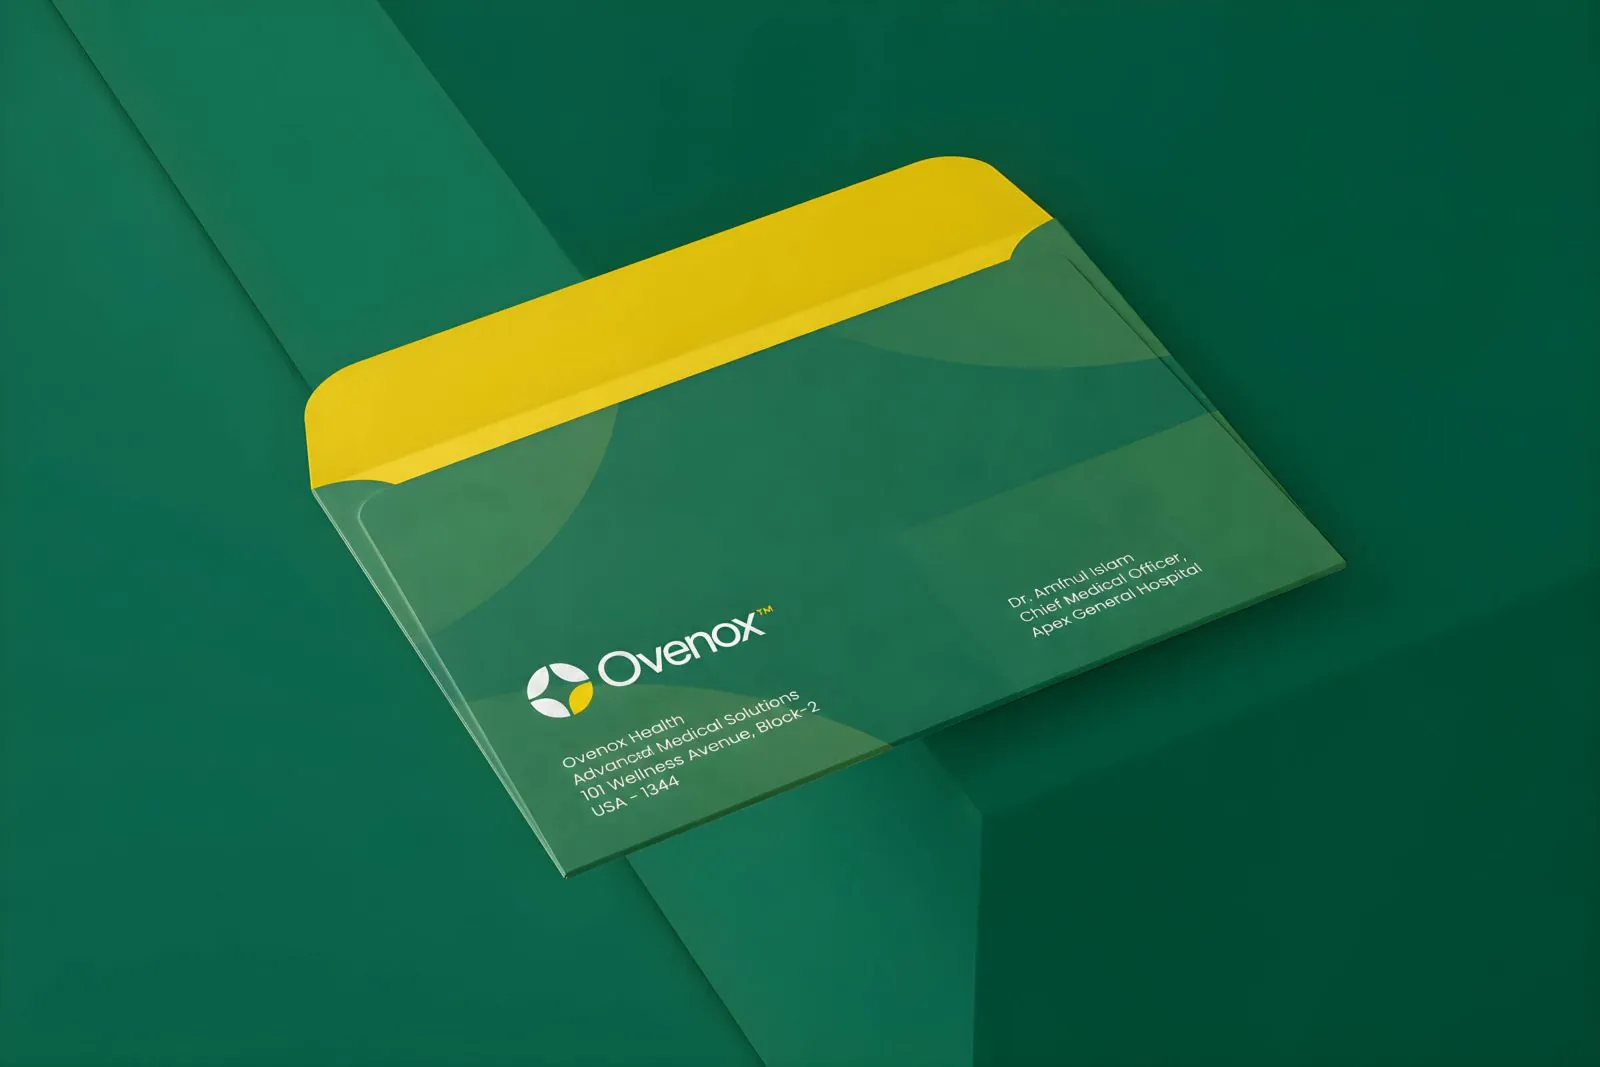 Ovenox™
Ovenox Health
Advanced Medical Solutions
101 Wellness Avenue, Block-2
USA - 1344
Dr. Islam
Chief Medical Officer,
Apex General Hospital